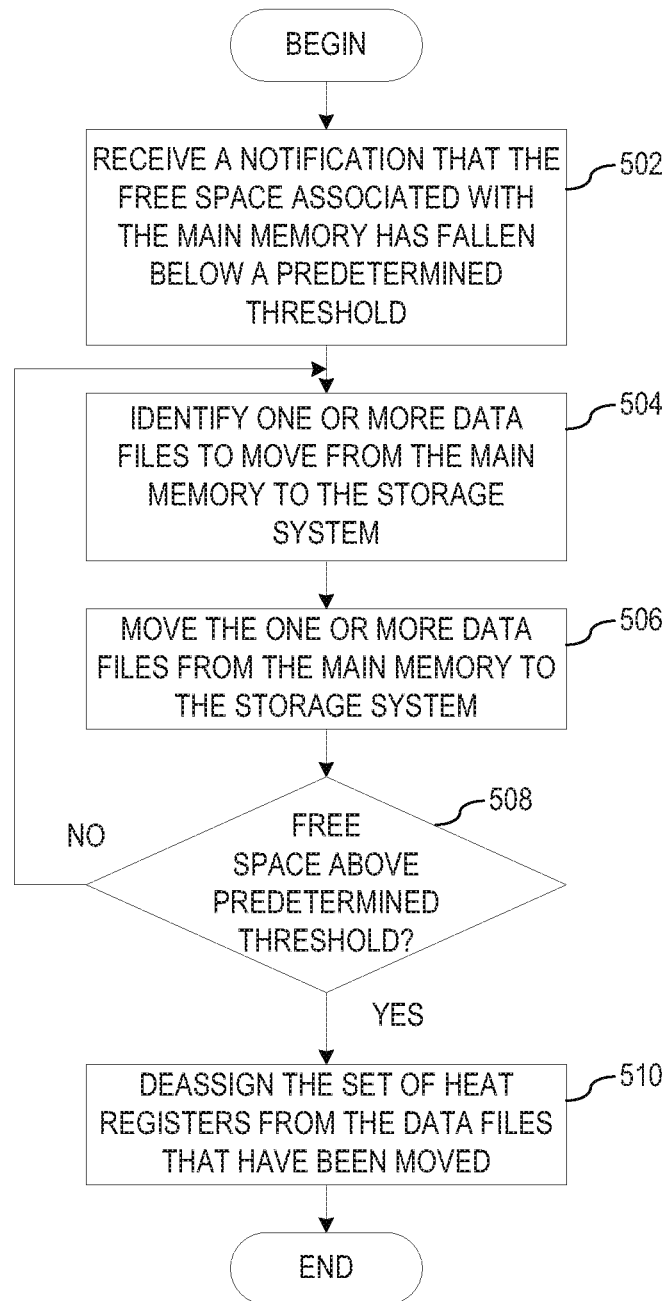 BEGIN
RECEIVE A NOTIFICATION THAT THE
FREE SPACE ASSOCIATED WITH
THE MAIN MEMORY HAS FALLEN
BELOW A PREDETERMINED
THRESHOLD
502
IDENTIFY ONE OR MORE DATA
FILES TO MOVE FROM THE MAIN
MEMORY TO THE STORAGE
SYSTEM
504
MOVE THE ONE OR MORE DATA
FILES FROM THE MAIN MEMORY TO
THE STORAGE SYSTEM
506
FREE
SPACE ABOVE
PREDETERMINED
THRESHOLD?
508
NO
YES
DEASSIGN THE SET OF HEAT
REGISTERS FROM THE DATA FILES
THAT HAVE BEEN MOVED
510
END